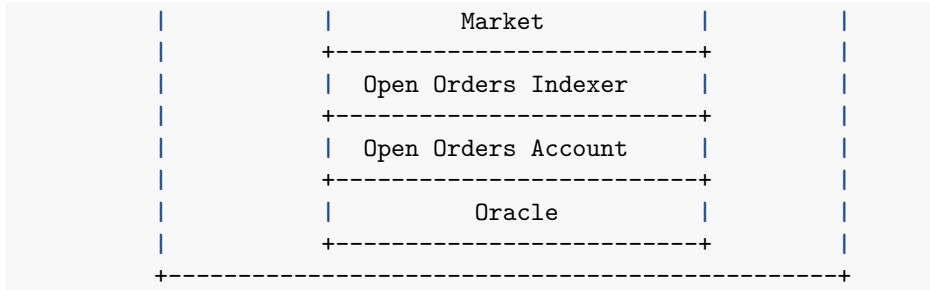 |           |         Market           |         |
|           +--------------------------+         |
|           |  Open Orders Indexer     |         |
|           +--------------------------+         |
|           |  Open Orders Account     |         |
|           +--------------------------+         |
|           |          Oracle          |         |
|           +--------------------------+         |
+------------------------------------------------+